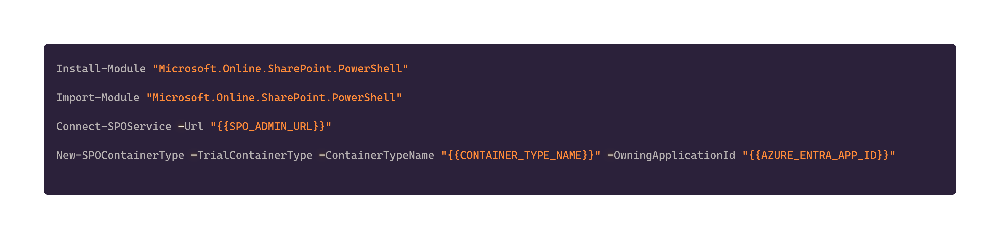 Install-Module "Microsoft.Online.SharePoint.PowerShell"
Import-Module "Microsoft.Online.SharePoint.PowerShell"
Connect-SPOService -Url "{{SPO_ADMIN_URL}}"
New-SPOContainerType -TrialContainerType -ContainerTypeName "{{CONTAINER_TYPE_NAME}}" -OwningApplicationId "{{AZURE_ENTRA_APP_ID}}"